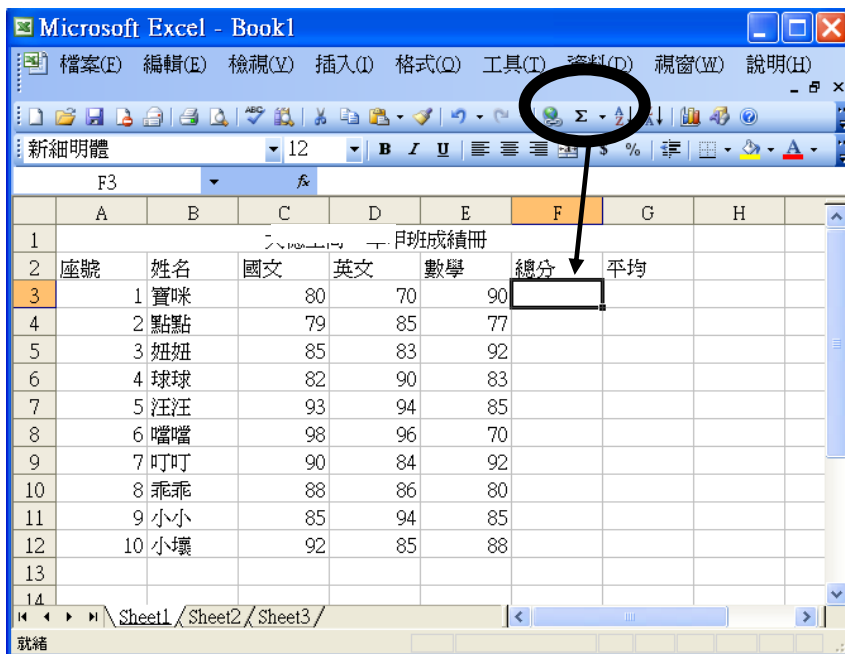 Microsoft Excel - Book1
檔案(F) 編輯(E) 檢視(V) 插入(I) 格式(O) 工具(T) 資料(D) 視窗(W) 說明(H)
ABC Σ
新細明體 12 B I U $ % A
F3 fx
A B C D E F G H
1 班成績冊
2 座號 姓名 國文 英文 數學 總分 平均
3 1 寶咪 80 70 90
4 2 點點 79 85 77
5 3 妞妞 85 83 92
6 4 球球 82 90 83
7 5 汪汪 93 94 85
8 6 噹噹 98 96 70
9 7 叮叮 90 84 92
10 8 乖乖 88 86 80
11 9 小小 85 94 85
12 10 小壞 92 85 88
13
14
Sheet1 Sheet2 Sheet3
就緒